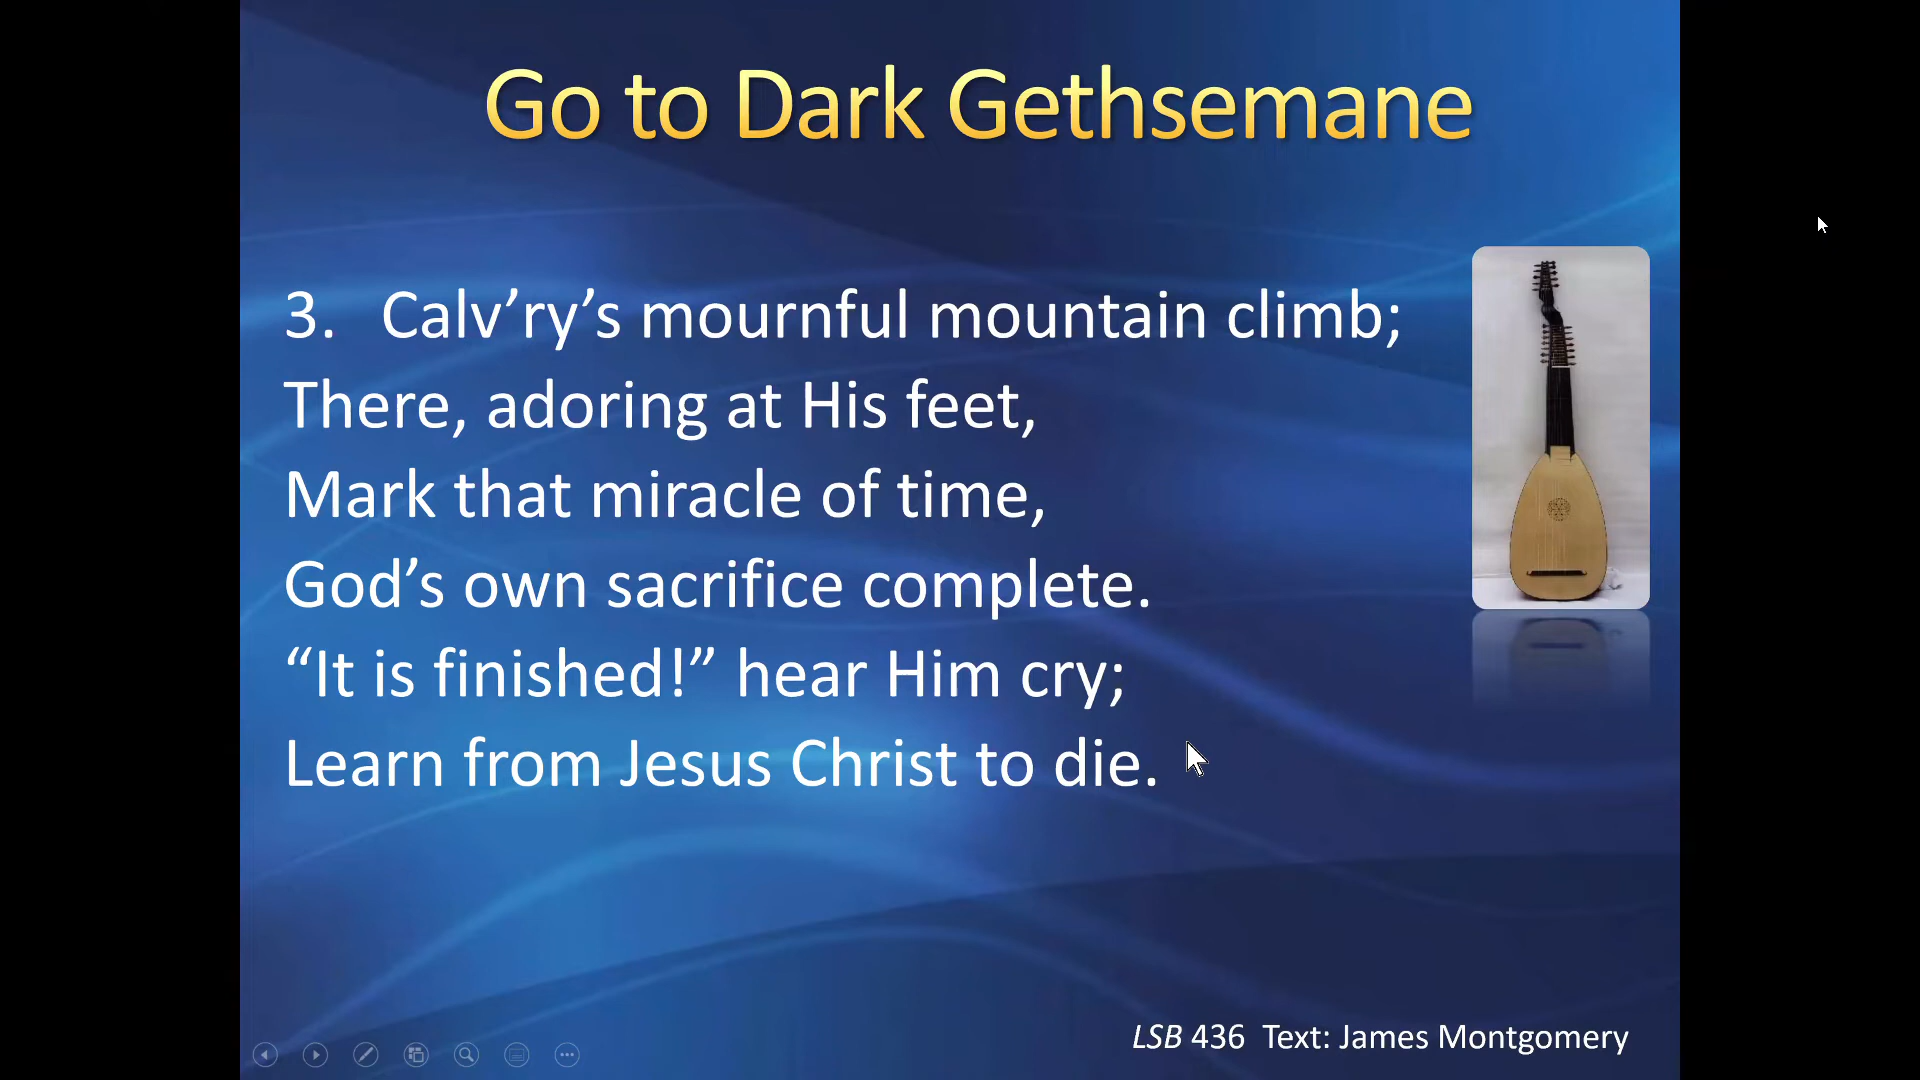 Go to Dark Gethsemane
3. Calv’ry’s mournful mountain climb;
There, adoring at His feet,
Mark that miracle of time,
God’s own sacrifice complete.
“It is finished!” hear Him cry;
Learn from Jesus Christ to die.
LSB 436 Text: James Montgomery